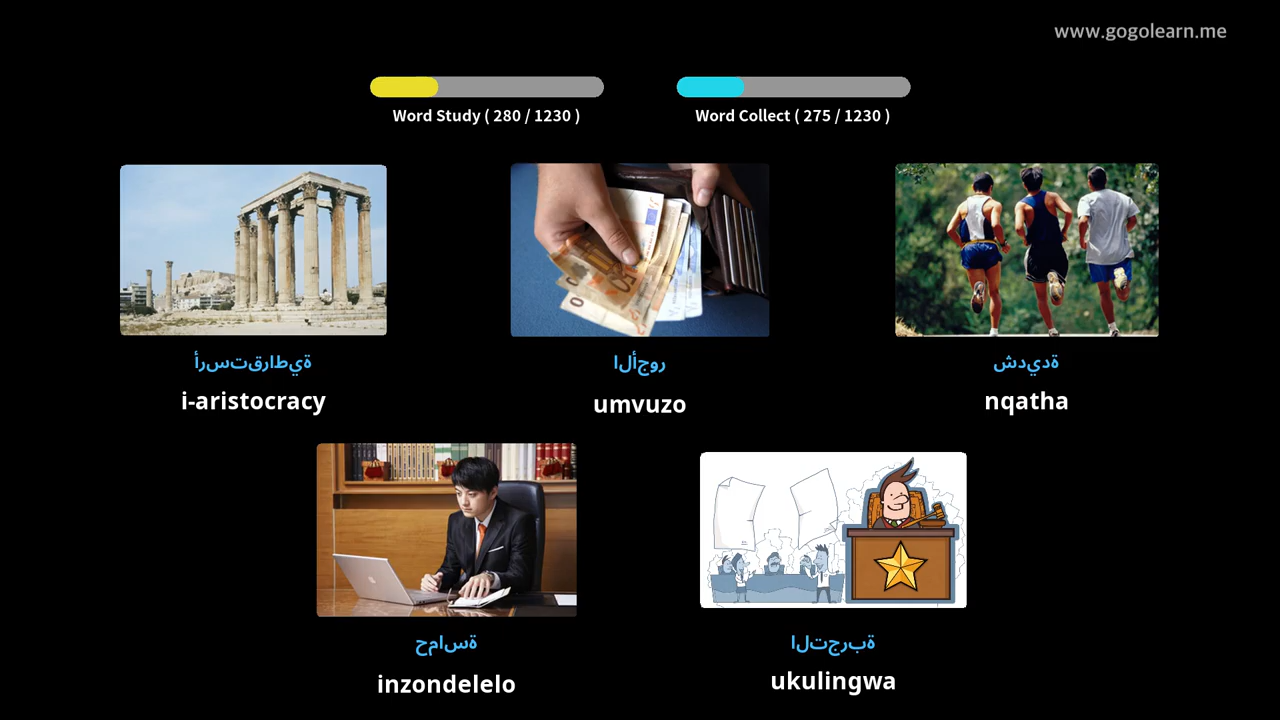 www.gogolearn.me
Word Study ( 280 / 1230 )
Word Collect ( 275 / 1230 )
أرستقراطية
الأجور
شديدة
i-aristocracy
umvuzo
nqatha
حماسة
التجربة
inzondelelo
ukulingwa